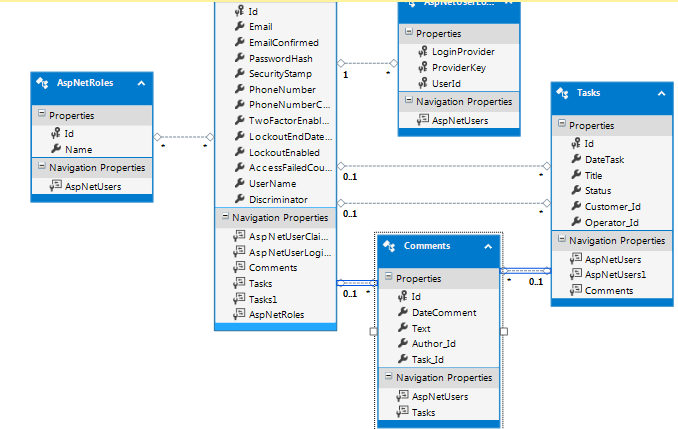 Id
Email
EmailConfirmed
PasswordHash
SecurityStamp
PhoneNumber
PhoneNumberC...
TwoFactorEnabl...
LockoutEndDate...
LockoutEnabled
AccessFailedCou...
UserName
Discriminator
Navigation Properties
AspNetUserClai...
AspNetUserLogi...
Comments
Tasks
Tasks1
AspNetRoles
AspNetRoles
Properties
Id
Name
Navigation Properties
AspNetUsers
* *
1 *
AspNetUserLo...
Properties
LoginProvider
ProviderKey
UserId
Navigation Properties
AspNetUsers
0..1 *
0..1 *
Tasks
Properties
Id
DateTask
Title
Status
Customer_Id
Operator_Id
Navigation Properties
AspNetUsers
AspNetUsers1
Comments
0..1 *
Comments
Properties
Id
DateComment
Text
Author_Id
Task_Id
Navigation Properties
AspNetUsers
Tasks
* 0..1